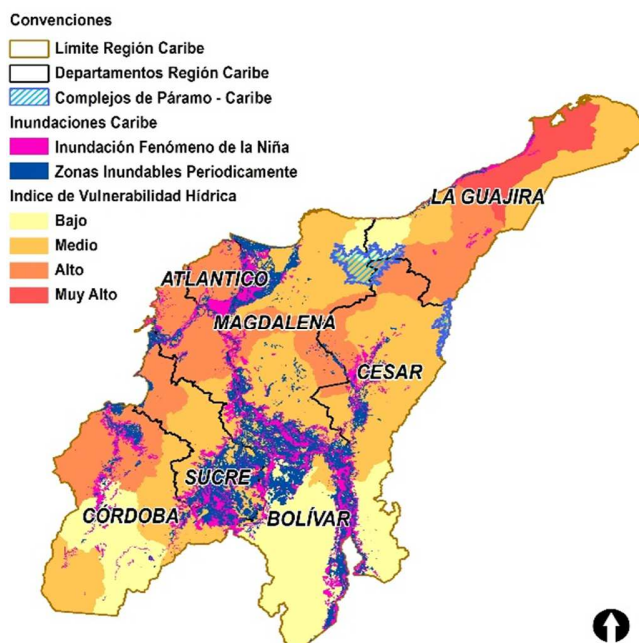 Convenciones
Límite Región Caribe
Departamentos Región Caribe
Complejos de Páramo - Caribe
Inundaciones Caribe
Inundación Fenómeno de la Niña
Zonas Inundables Periodicamente
Indice de Vulnerabilidad Hídrica
Bajo
Medio
Alto
Muy Alto
LA GUAJIRA
ATLANTICO
MAGDALENA
CESAR
SUCRE
CÓRDOBA
BOLÍVAR